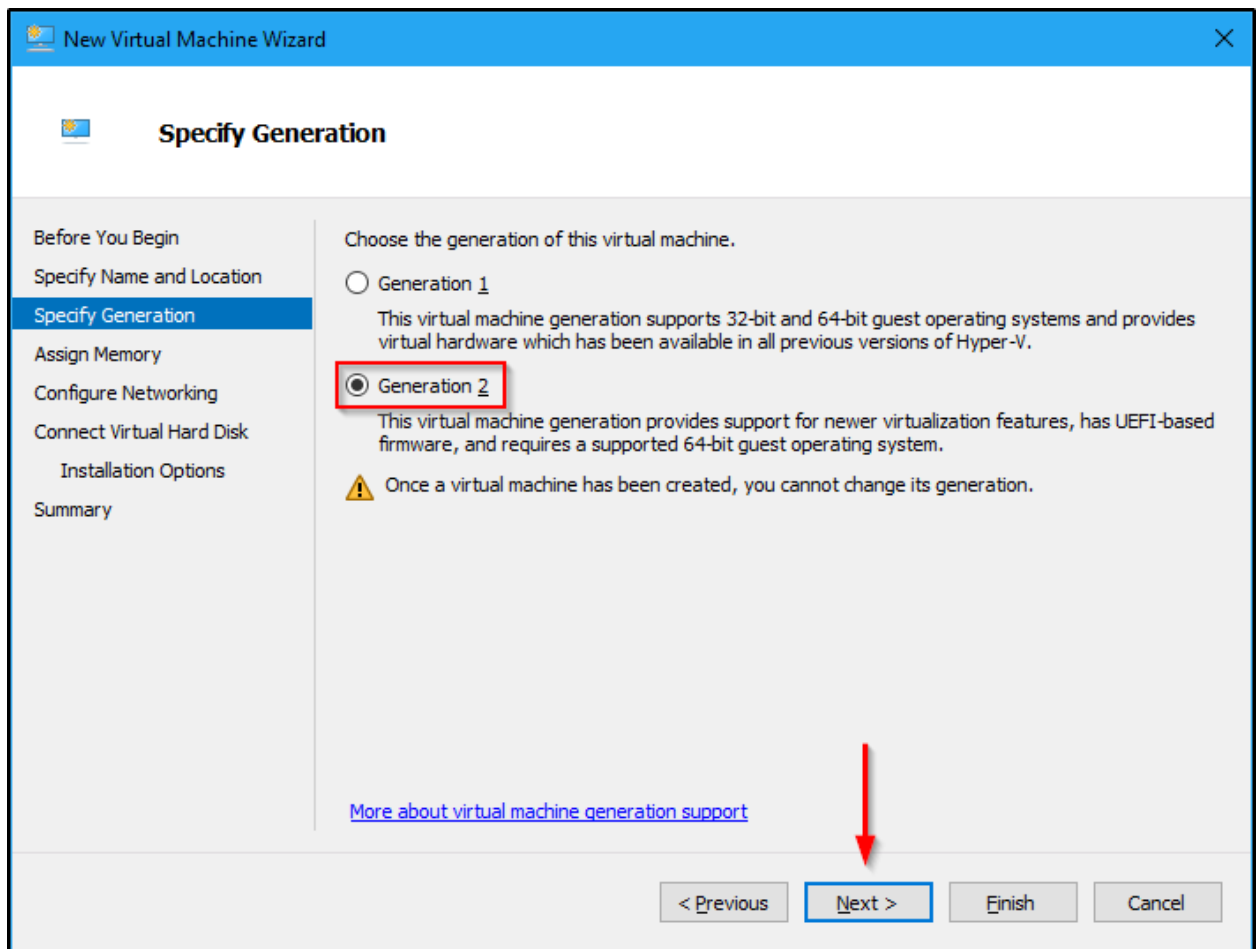 New Virtual Machine Wizard
Specify Generation
Before You Begin
Specify Name and Location
Specify Generation
Assign Memory
Configure Networking
Connect Virtual Hard Disk
Installation Options
Summary
Choose the generation of this virtual machine.
Generation 1
This virtual machine generation supports 32-bit and 64-bit guest operating systems and provides
virtual hardware which has been available in all previous versions of Hyper-V.
Generation 2
This virtual machine generation provides support for newer virtualization features, has UEFI-based
firmware, and requires a supported 64-bit guest operating system.
Once a virtual machine has been created, you cannot change its generation.
More about virtual machine generation support
< Previous
Next >
Finish
Cancel